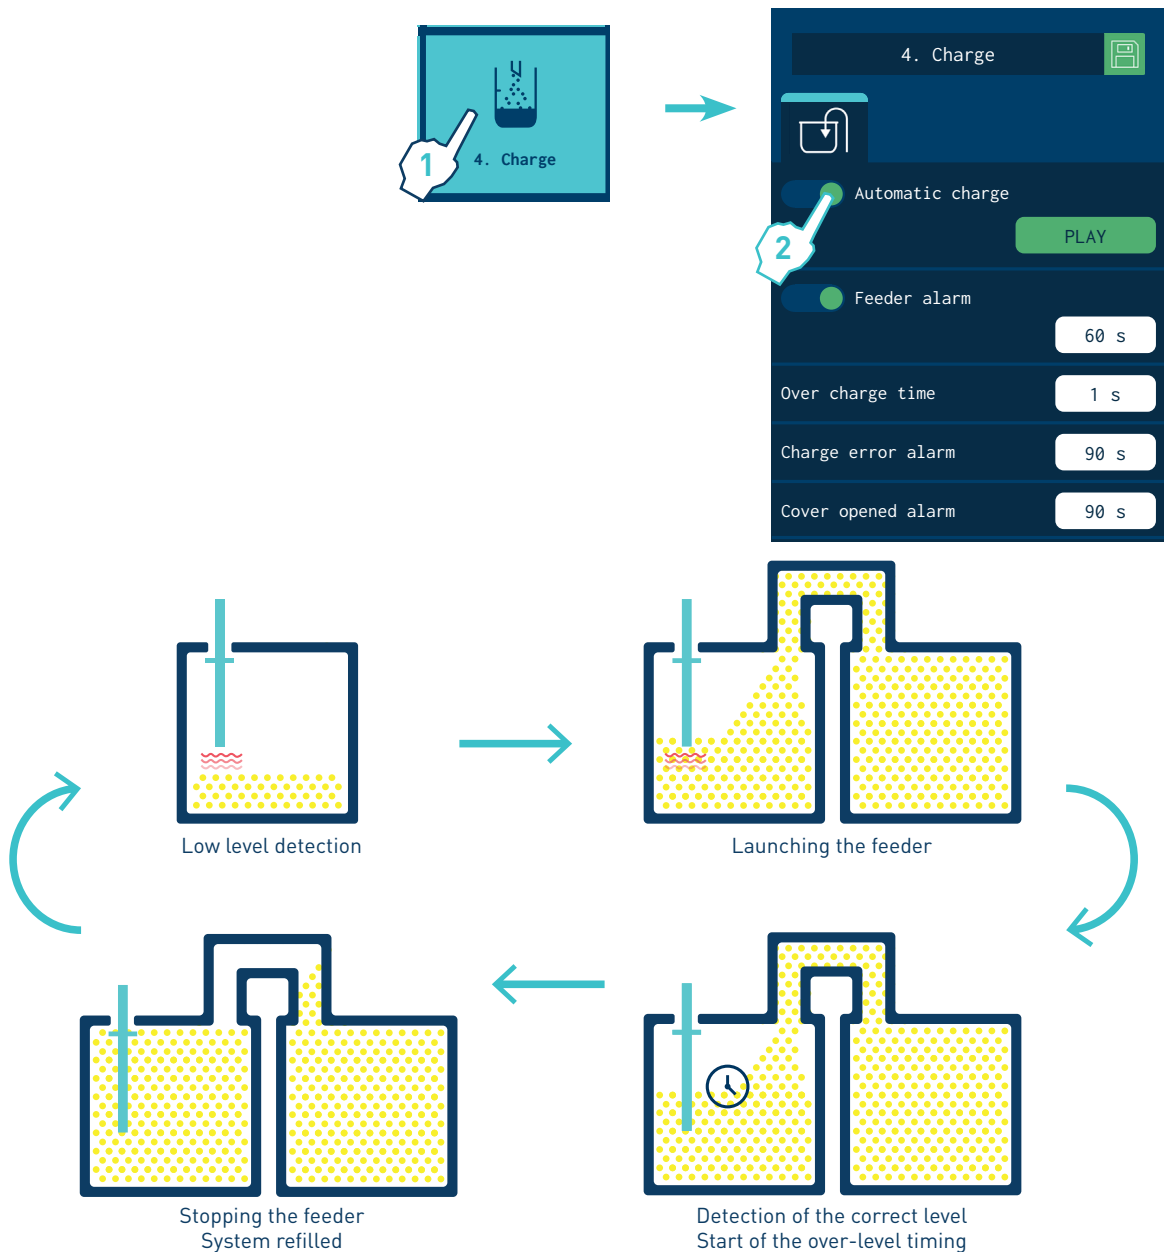 1
4. Charge
4. Charge
Automatic charge
2
PLAY
Feeder alarm
60 s
Over charge time
1 s
Charge error alarm
90 s
Cover opened alarm
90 s
Low level detection
Launching the feeder
Stopping the feeder
System refilled
Detection of the correct level
Start of the over-level timing